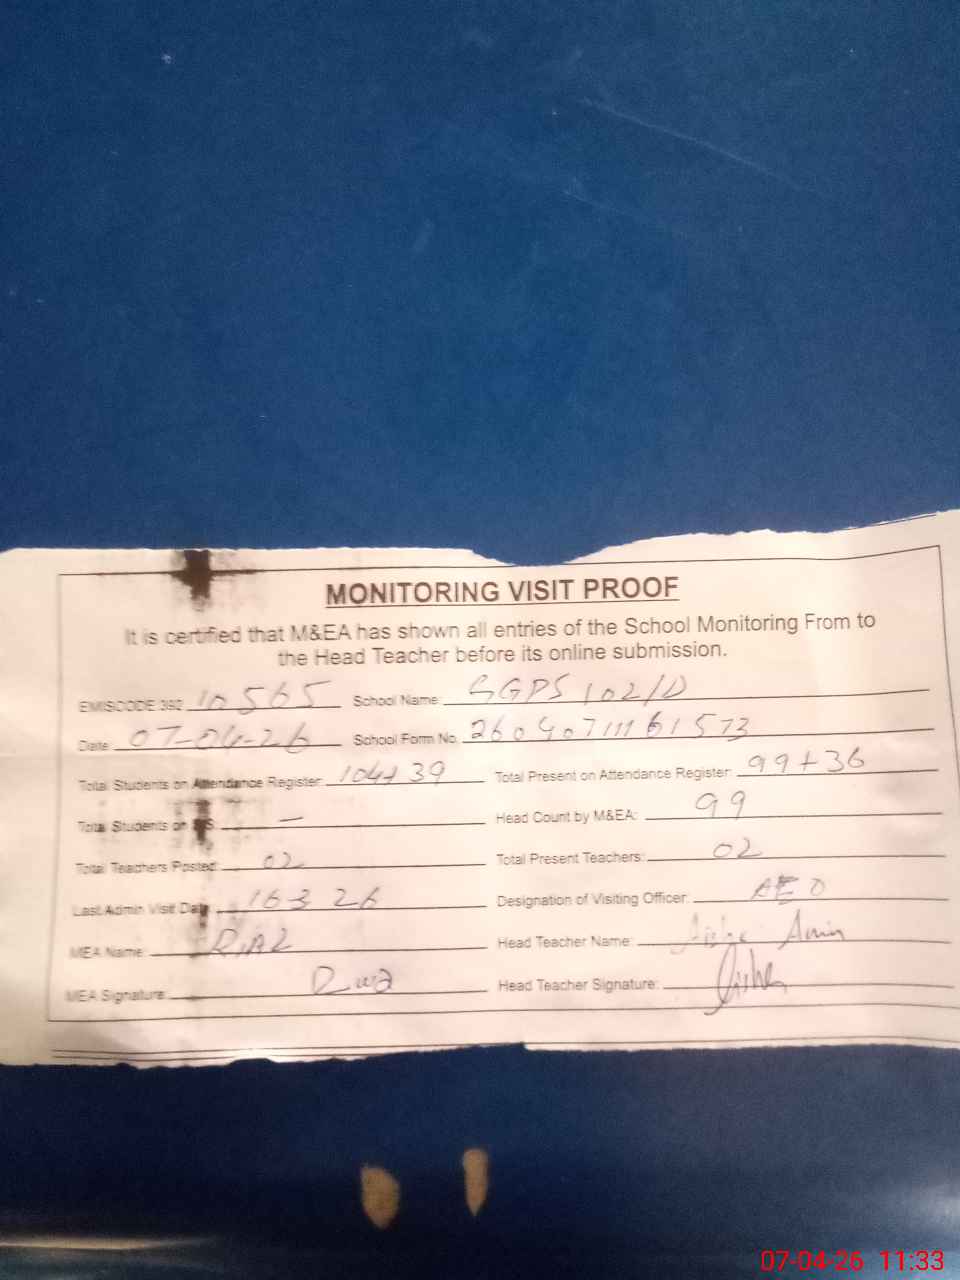 MONITORING VISIT PROOF
It is certified that M&EA has shown all entries of the School Monitoring From to
the Head Teacher before its online submission.
EMISCODE 392 10565 School Name: GGPS 102/D
Date: 07-04-26 School Form No. 260407111161573
Total Students on Attendance Register: 104+39 Total Present on Attendance Register: 99+36
Total Students on — Head Count by M&EA: 99
Total Teachers Posted: 02 Total Present Teachers: 02
Last Admin Visit Date 16 3 26 Designation of Visiting Officer: AEO
MEA Name: Head Teacher Name: Amin
MEA Signature: Head Teacher Signature:
07-04-26 11:33